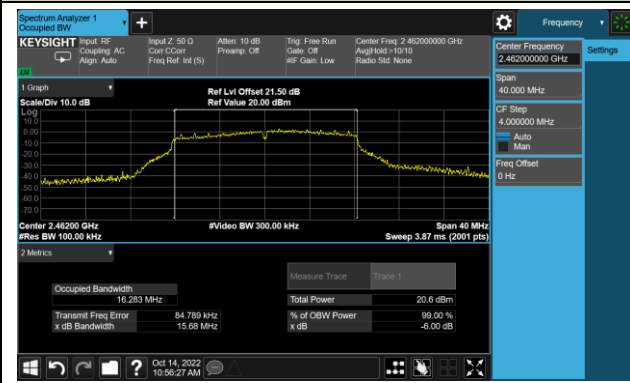 Spectrum Analyzer 1
Occupied BW
Frequency
KEYSIGHT
Input: RF
Coupling: AC
Align: Auto
Input Z: 50 Ω
Corr CCorr
Freq Ref: Int (S)
Atten: 10 dB
Preamp: Off
Trig: Free Run
Gate: Off
#IF Gain: Low
Center Freq: 2.462000000 GHz
Avg|Hold:>10/10
Radio Std: None
Center Frequency
2.462000000 GHz
Settings
Span
40.000 MHz
CF Step
4.000000 MHz
Auto
Man
Freq Offset
0 Hz
1 Graph
Scale/Div 10.0 dB
Ref Lvl Offset 21.50 dB
Ref Value 20.00 dBm
Log
10.0
0.00
-10.0
-20.0
-30.0
-40.0
-50.0
-60.0
-70.0
Center 2.46200 GHz
#Res BW 100.00 kHz
#Video BW 300.00 kHz
Span 40 MHz
Sweep 3.87 ms (2001 pts)
2 Metrics
Measure Trace
Trace 1
Occupied Bandwidth
16.283 MHz
Total Power
20.6 dBm
Transmit Freq Error
84.789 kHz
% of OBW Power
99.00 %
x dB Bandwidth
15.68 MHz
x dB
-6.00 dB
?
Oct 14, 2022
10:56:27 AM